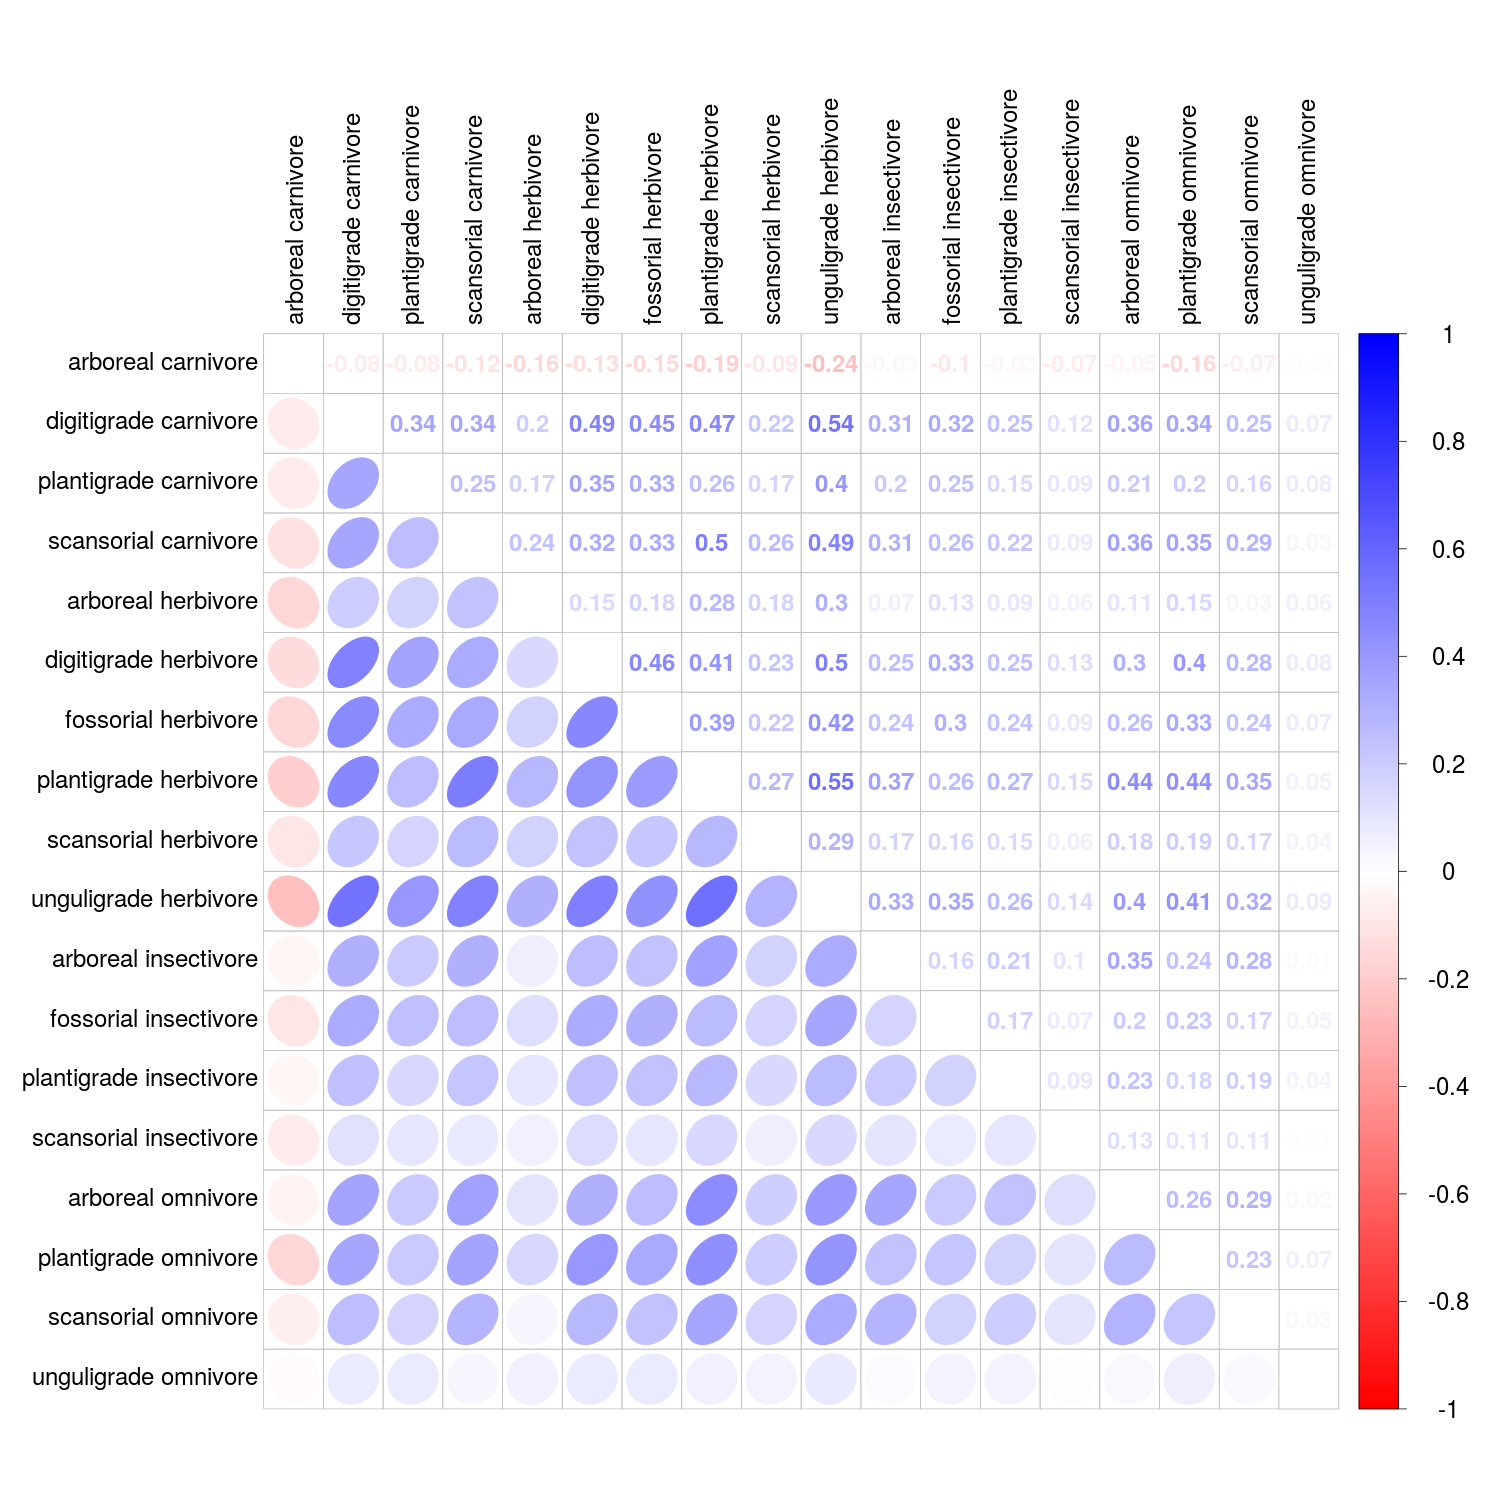 arboreal carnivore
digitigrade carnivore
plantigrade carnivore
scansorial carnivore
arboreal herbivore
digitigrade herbivore
fossorial herbivore
plantigrade herbivore
scansorial herbivore
unguligrade herbivore
arboreal insectivore
fossorial insectivore
plantigrade insectivore
scansorial insectivore
arboreal omnivore
plantigrade omnivore
scansorial omnivore
unguligrade omnivore
arboreal carnivore -0.08 -0.08 -0.12 -0.16 -0.13 -0.15 -0.19 -0.09 -0.24 -0.03 -0.1 -0.03 -0.07 -0.05 -0.16 -0.07 -0.01
digitigrade carnivore 0.34 0.34 0.2 0.49 0.45 0.47 0.22 0.54 0.31 0.32 0.25 0.12 0.36 0.34 0.25 0.07
plantigrade carnivore 0.25 0.17 0.35 0.33 0.26 0.17 0.4 0.2 0.25 0.15 0.09 0.21 0.2 0.16 0.08
scansorial carnivore 0.24 0.32 0.33 0.5 0.26 0.49 0.31 0.26 0.22 0.09 0.36 0.35 0.29 0.03
arboreal herbivore 0.15 0.18 0.28 0.18 0.3 0.07 0.13 0.09 0.06 0.11 0.15 0.03 0.06
digitigrade herbivore 0.46 0.41 0.23 0.5 0.25 0.33 0.25 0.13 0.3 0.4 0.28 0.08
fossorial herbivore 0.39 0.22 0.42 0.24 0.3 0.24 0.09 0.26 0.33 0.24 0.07
plantigrade herbivore 0.27 0.55 0.37 0.26 0.27 0.15 0.44 0.44 0.35 0.05
scansorial herbivore 0.29 0.17 0.16 0.15 0.06 0.18 0.19 0.17 0.04
unguligrade herbivore 0.33 0.35 0.26 0.14 0.4 0.41 0.32 0.09
arboreal insectivore 0.16 0.21 0.1 0.35 0.24 0.28 0.01
fossorial insectivore 0.17 0.07 0.2 0.23 0.17 0.05
plantigrade insectivore 0.09 0.23 0.18 0.19 0.04
scansorial insectivore 0.13 0.11 0.11
arboreal omnivore 0.26 0.29 0.02
plantigrade omnivore 0.23 0.07
scansorial omnivore 0.03
unguligrade omnivore
1
0.8
0.6
0.4
0.2
0
-0.2
-0.4
-0.6
-0.8
-1